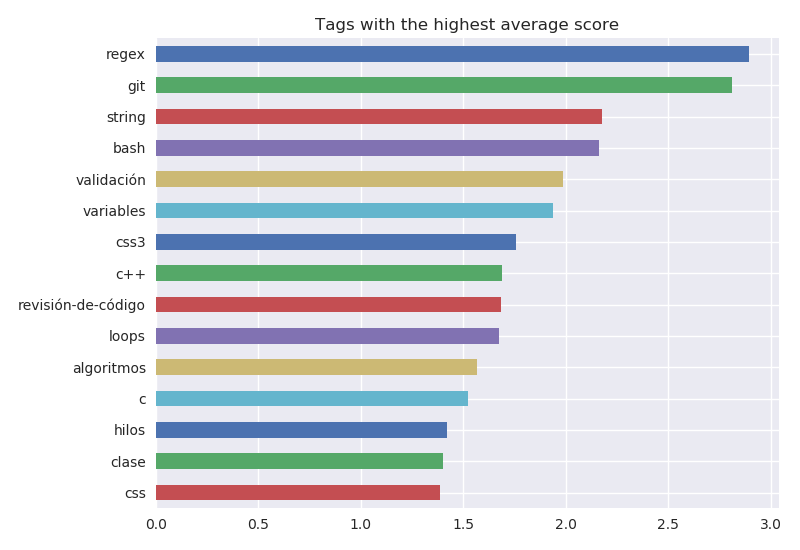 Tags with the highest average score
regex
git
string
bash
validación
variables
css3
c++
revisión-de-código
loops
algoritmos
c
hilos
clase
css
0.0 0.5 1.0 1.5 2.0 2.5 3.0